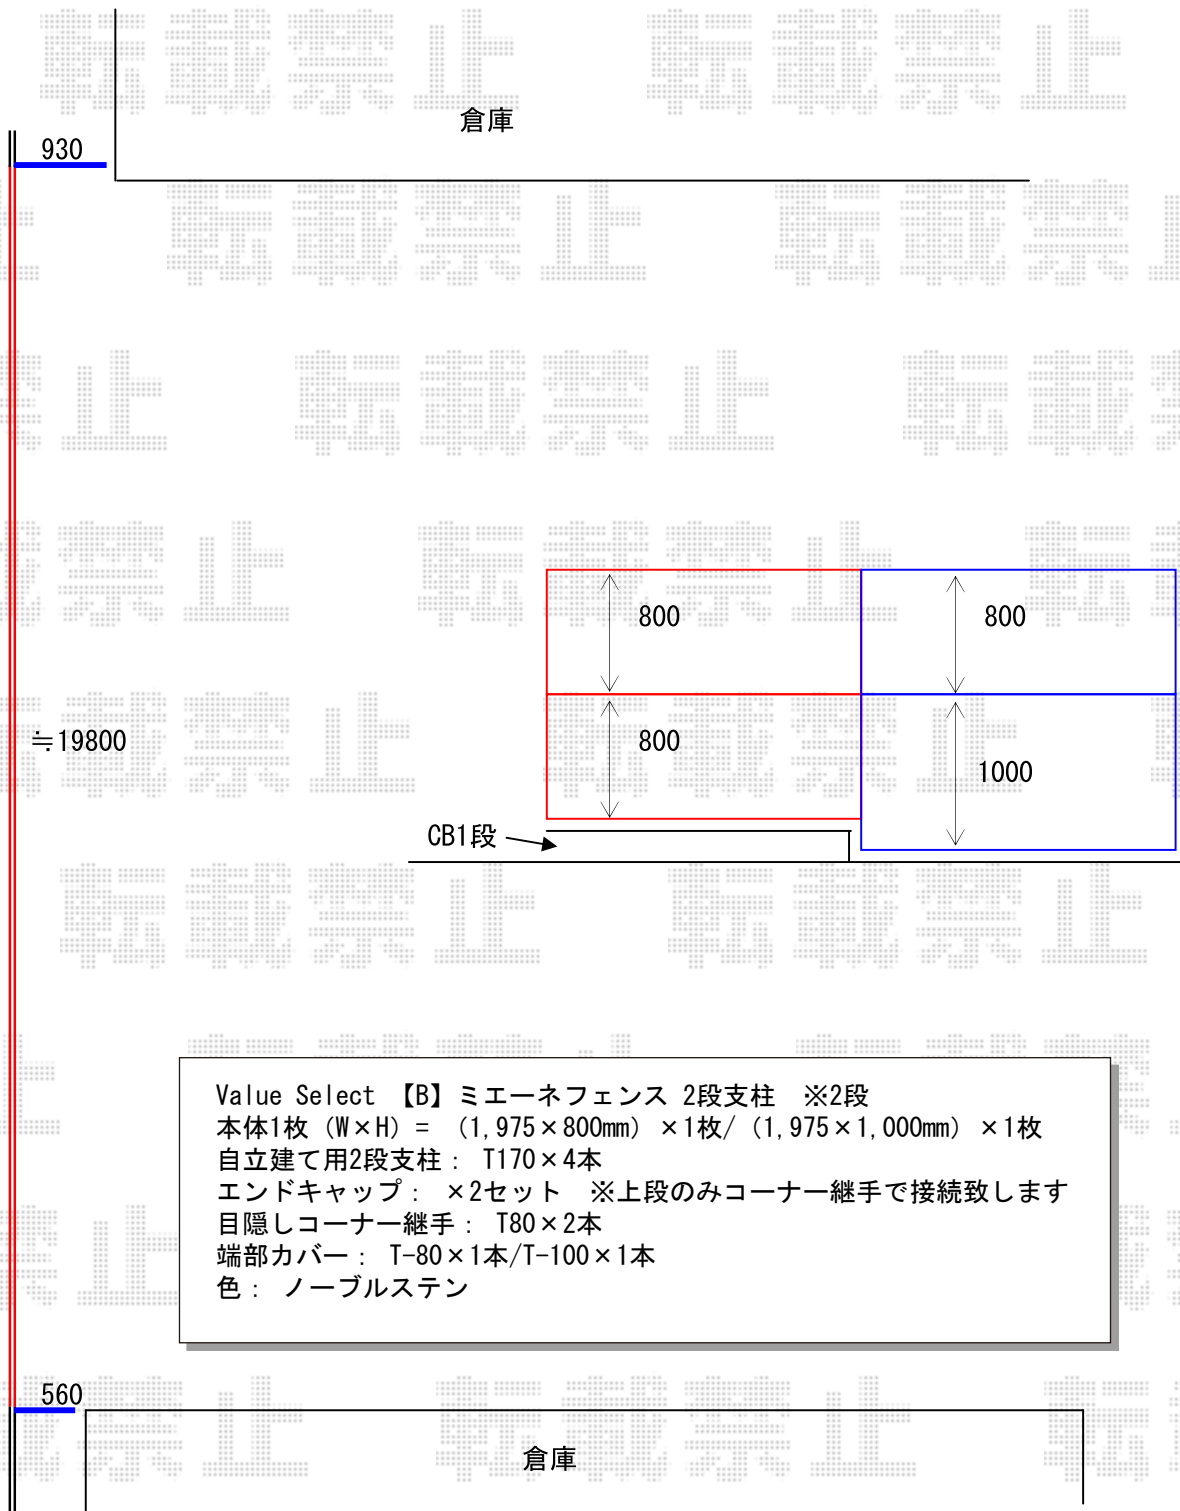 倉庫
930
800
800
≒19800
800
1000
CB1段
Value Select 【B】ミエーネフェンス 2段支柱 ※2段
本体1枚（W×H）= （1,975×800mm）×1枚/（1,975×1,000mm）×1枚
自立建て用2段支柱： T170×4本
エンドキャップ： ×2セット ※上段のみコーナー継手で接続致します
目隠しコーナー継手： T80×2本
端部カバー： T-80×1本/T-100×1本
色： ノーブルステン
560
倉庫
転載禁止